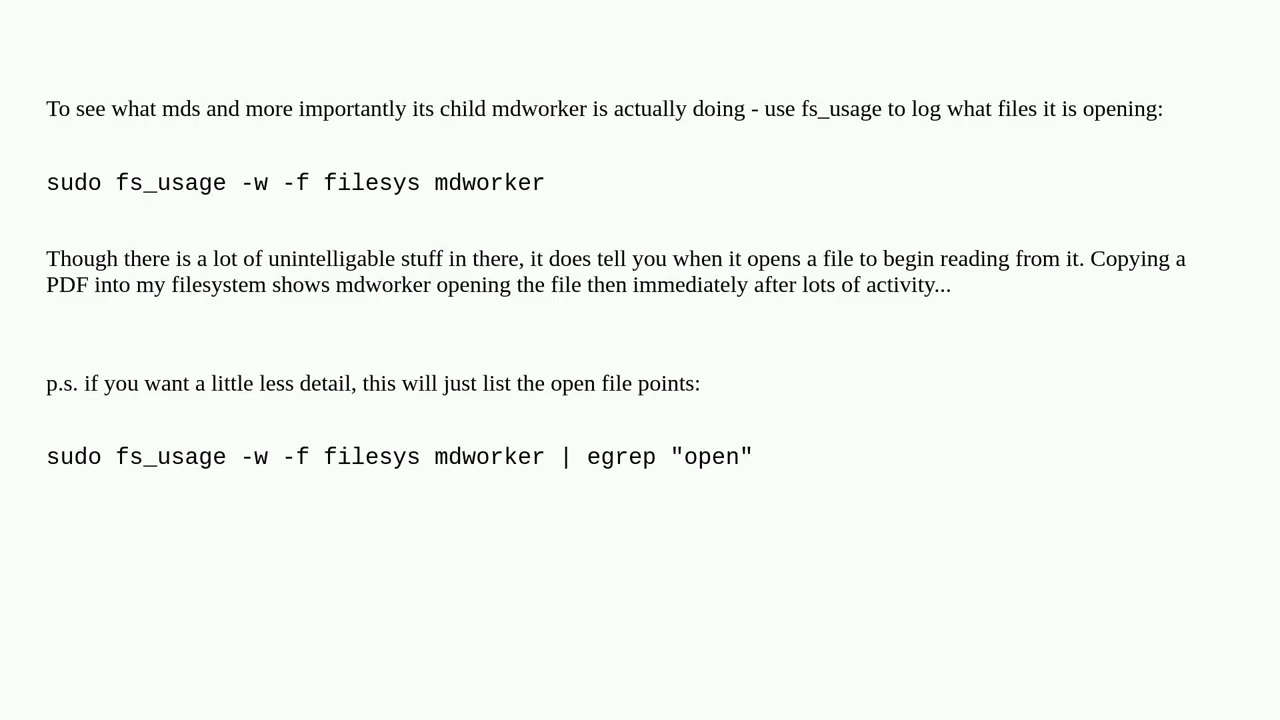 To see what mds and more importantly its child mdworker is actually doing - use fs_usage to log what files it is opening:
sudo fs_usage -w -f filesys mdworker
Though there is a lot of unintelligable stuff in there, it does tell you when it opens a file to begin reading from it. Copying a
PDF into my filesystem shows mdworker opening the file then immediately after lots of activity...
p.s. if you want a little less detail, this will just list the open file points:
sudo fs_usage -w -f filesys mdworker | egrep "open"